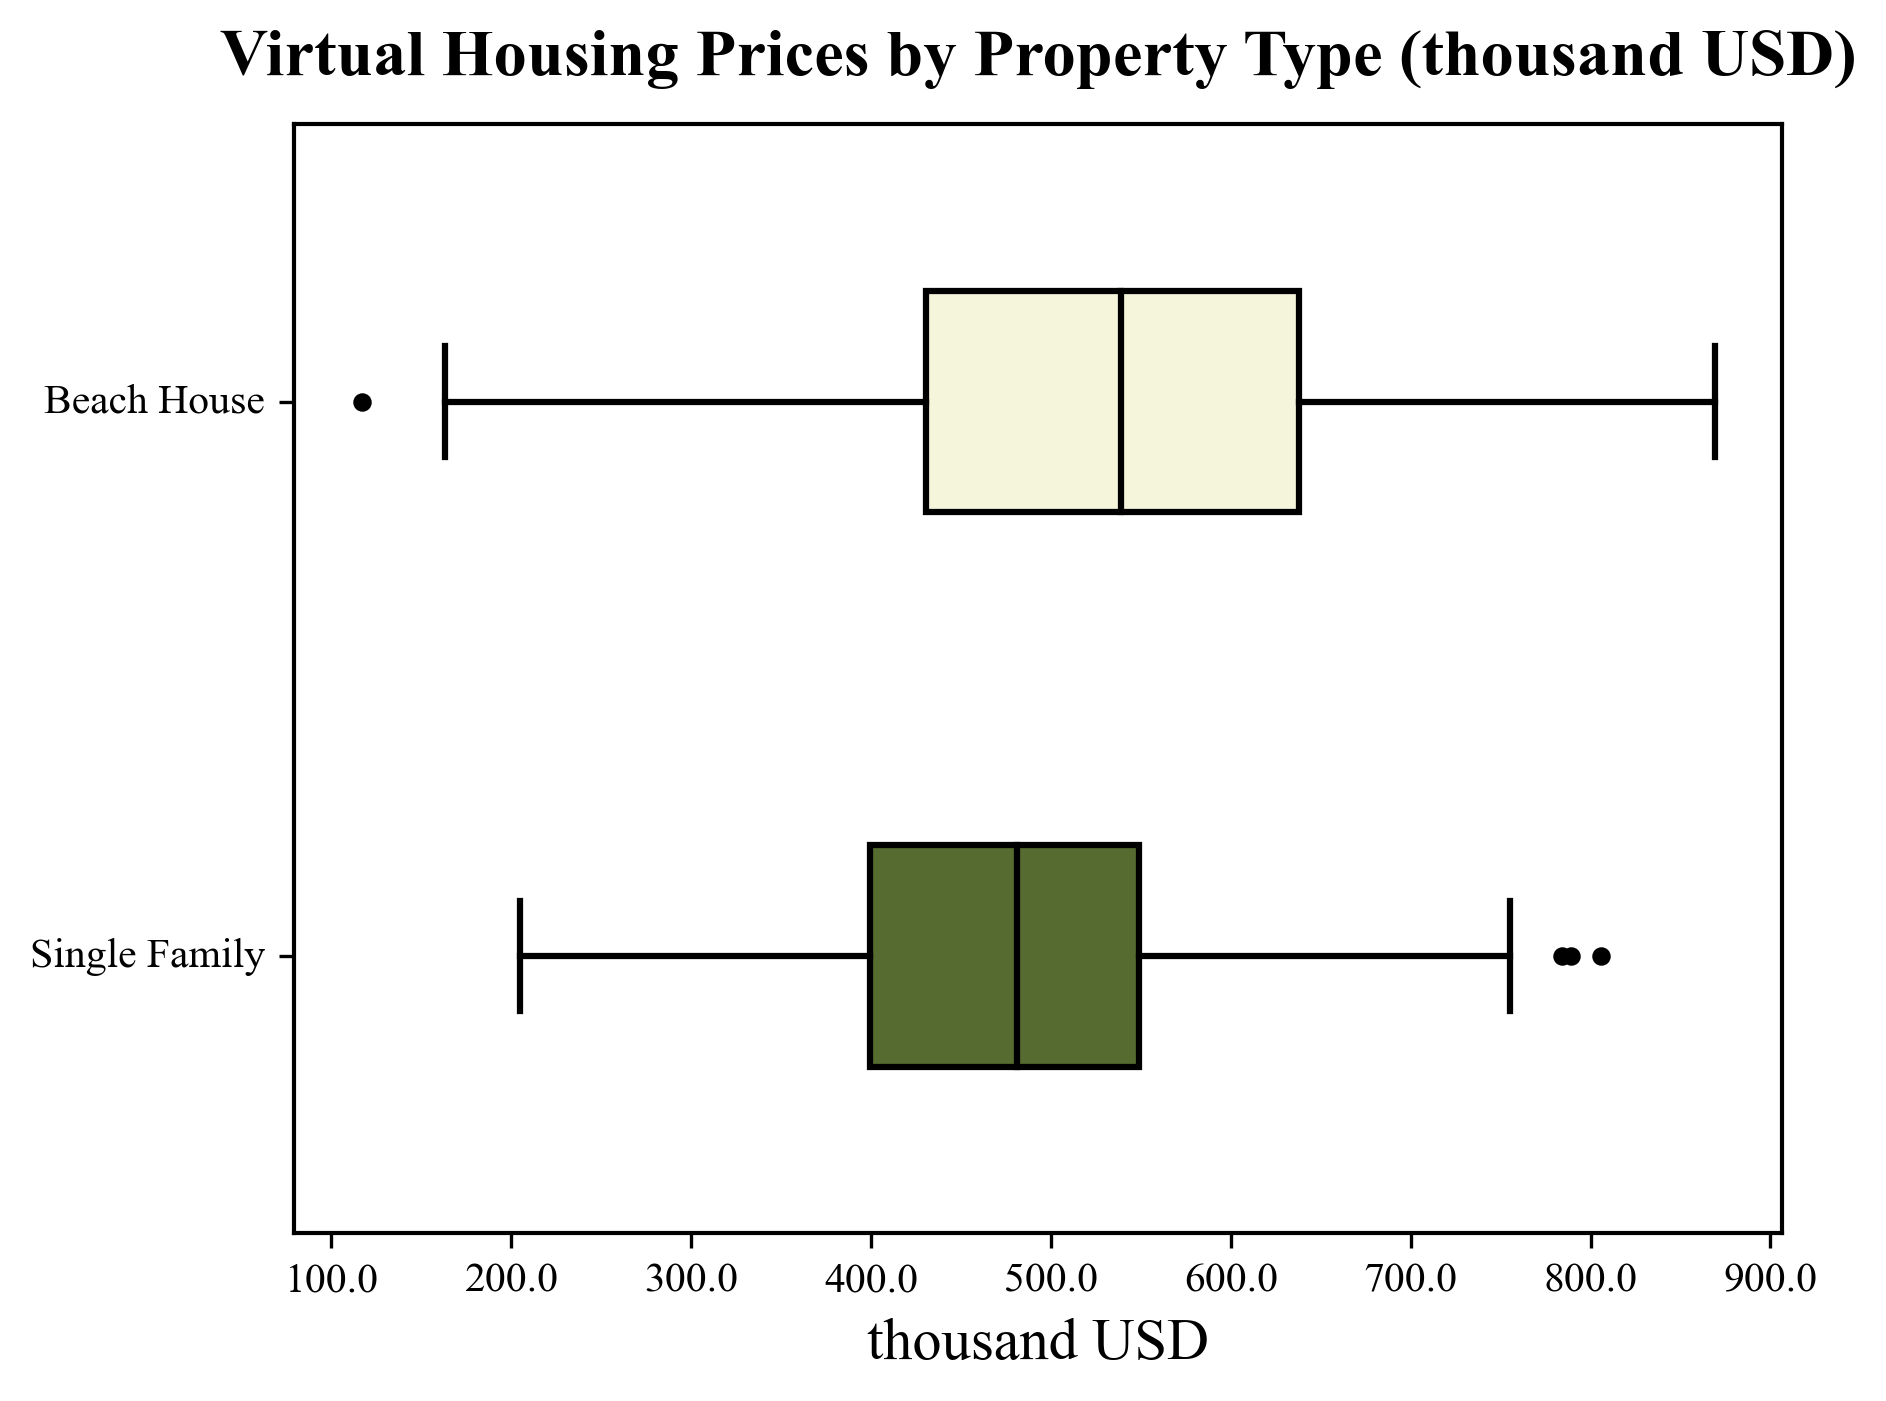 Virtual Housing Prices by Property Type (thousand USD)
Beach House
Single Family
100.0 200.0 300.0 400.0 500.0 600.0 700.0 800.0 900.0
thousand USD